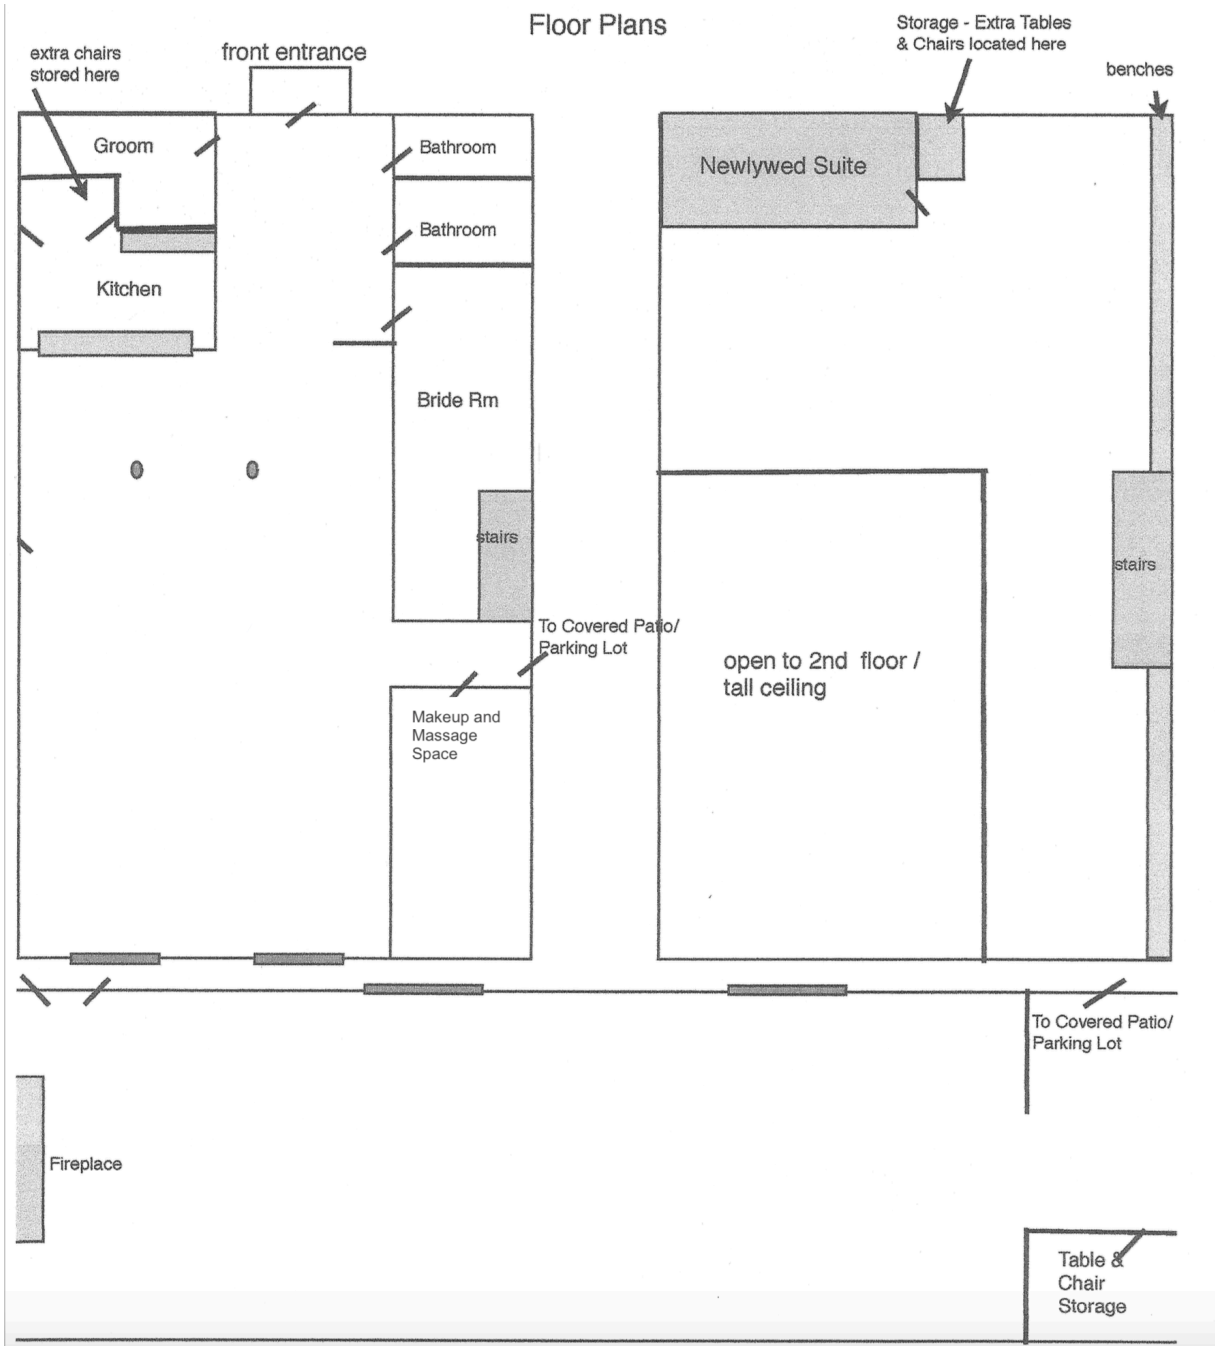 Floor Plans
extra chairs
stored here
front entrance
Storage - Extra Tables
& Chairs located here
benches
Groom
Bathroom
Newlywed Suite
Bathroom
Kitchen
Bride Rm
stairs
stairs
To Covered Patio/
Parking Lot
open to 2nd floor /
tall ceiling
Makeup and
Massage
Space
To Covered Patio/
Parking Lot
Fireplace
Table &
Chair
Storage